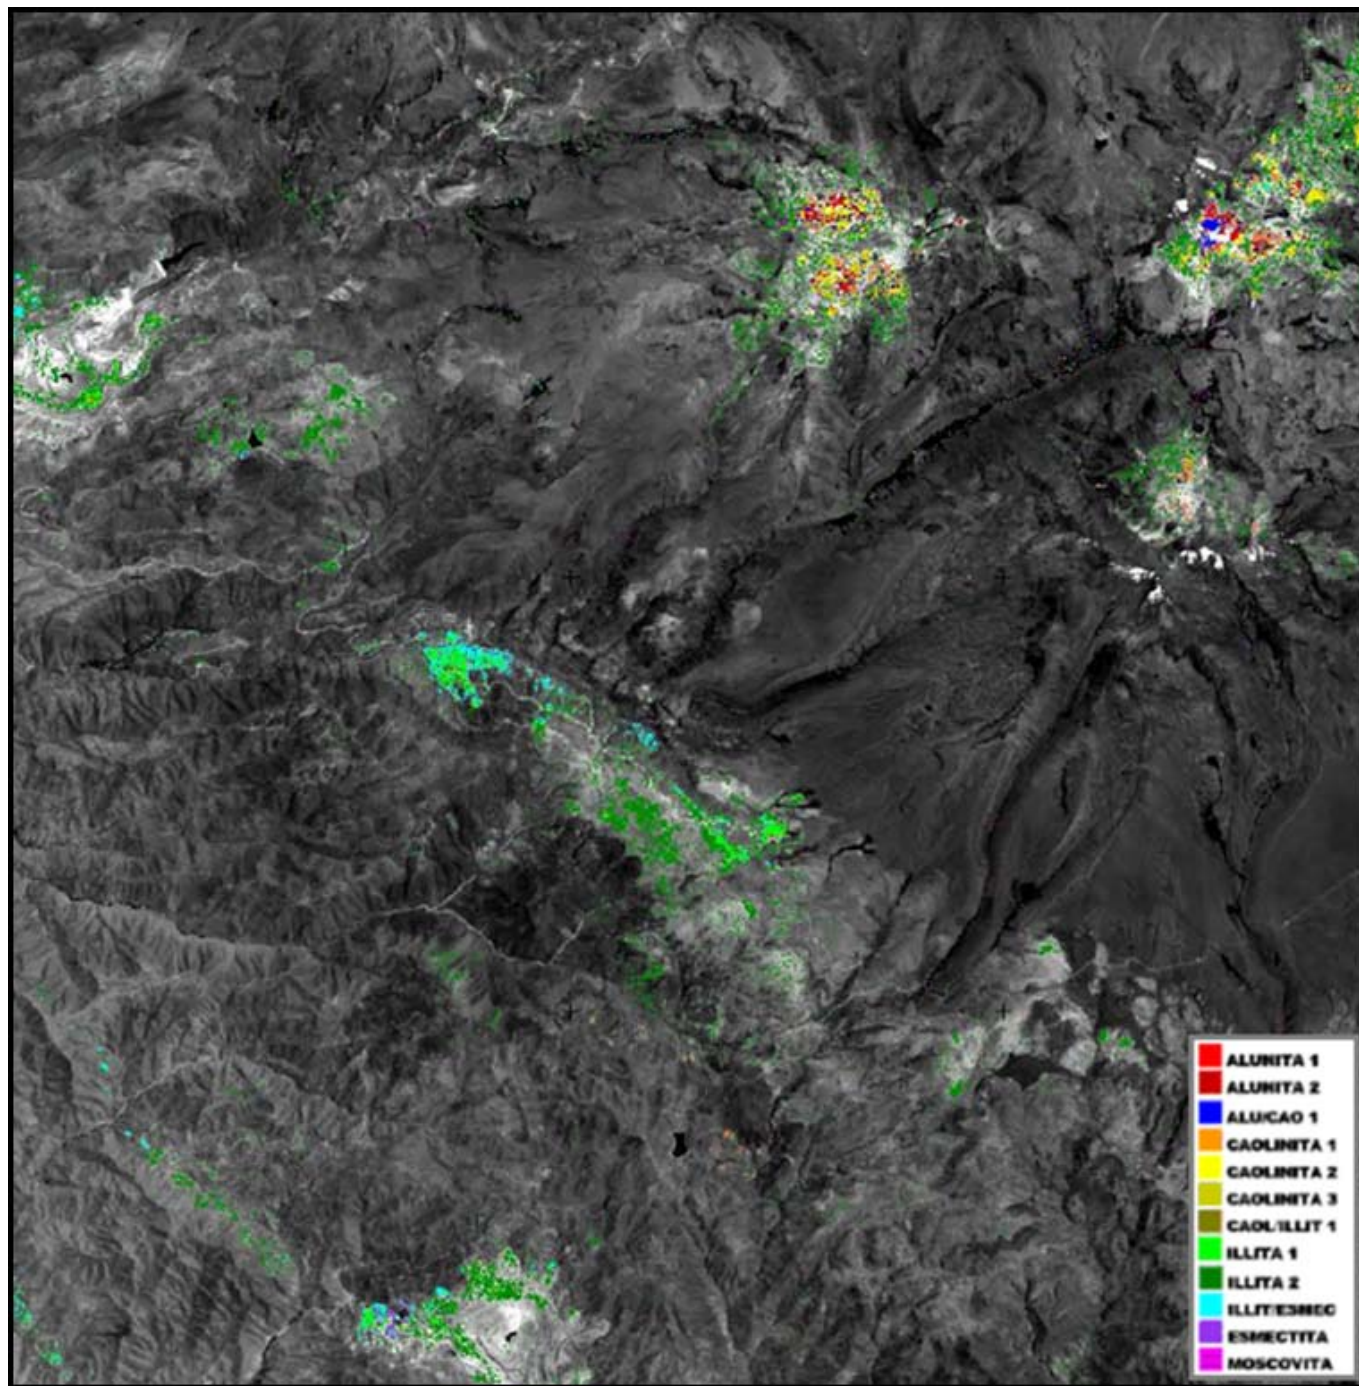 ALUNITA 1
ALUNITA 2
ALU/CAO 1
CAOLINITA 1
CAOLINITA 2
CAOLINITA 3
CAOL/ILLIT 1
ILLITA 1
ILLITA 2
ILLIT/ESMEC
ESMECTITA
MOSCOVITA